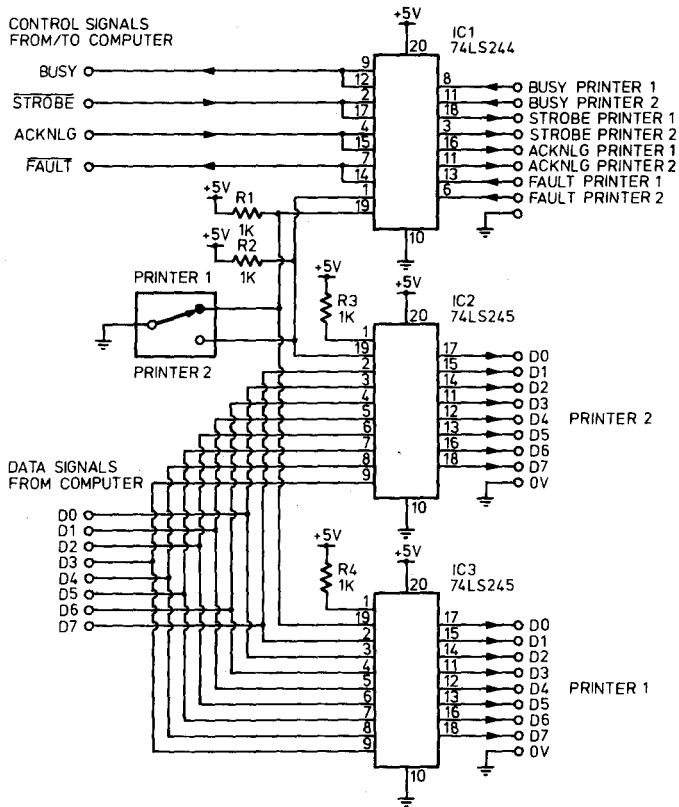 CONTROL SIGNALS
FROM/TO COMPUTER
BUSY
STROBE
ACKNLG
FAULT
+5V
20
IC1
74LS244
9
12
2
17
4
15
7
14
1
19
8
11
18
3
16
11
13
6
10
BUSY PRINTER 1
BUSY PRINTER 2
STROBE PRINTER 1
STROBE PRINTER 2
ACKNLG PRINTER 1
ACKNLG PRINTER 2
FAULT PRINTER 1
FAULT PRINTER 2
+5V R1
1K
+5V R2
1K
PRINTER 1
PRINTER 2
+5V
R3
1K
+5V
20
IC2
74LS245
1
19
2
3
4
5
6
7
8
9
17
15
14
11
12
13
16
18
10
D0
D1
D2
D3
D4
D5
D6
D7
0V
PRINTER 2
DATA SIGNALS
FROM COMPUTER
D0
D1
D2
D3
D4
D5
D6
D7
+5V
R4
1K
+5V
20
IC3
74LS245
1
19
2
3
4
5
6
7
8
9
17
15
14
11
12
13
16
18
10
D0
D1
D2
D3
D4
D5
D6
D7
0V
PRINTER 1